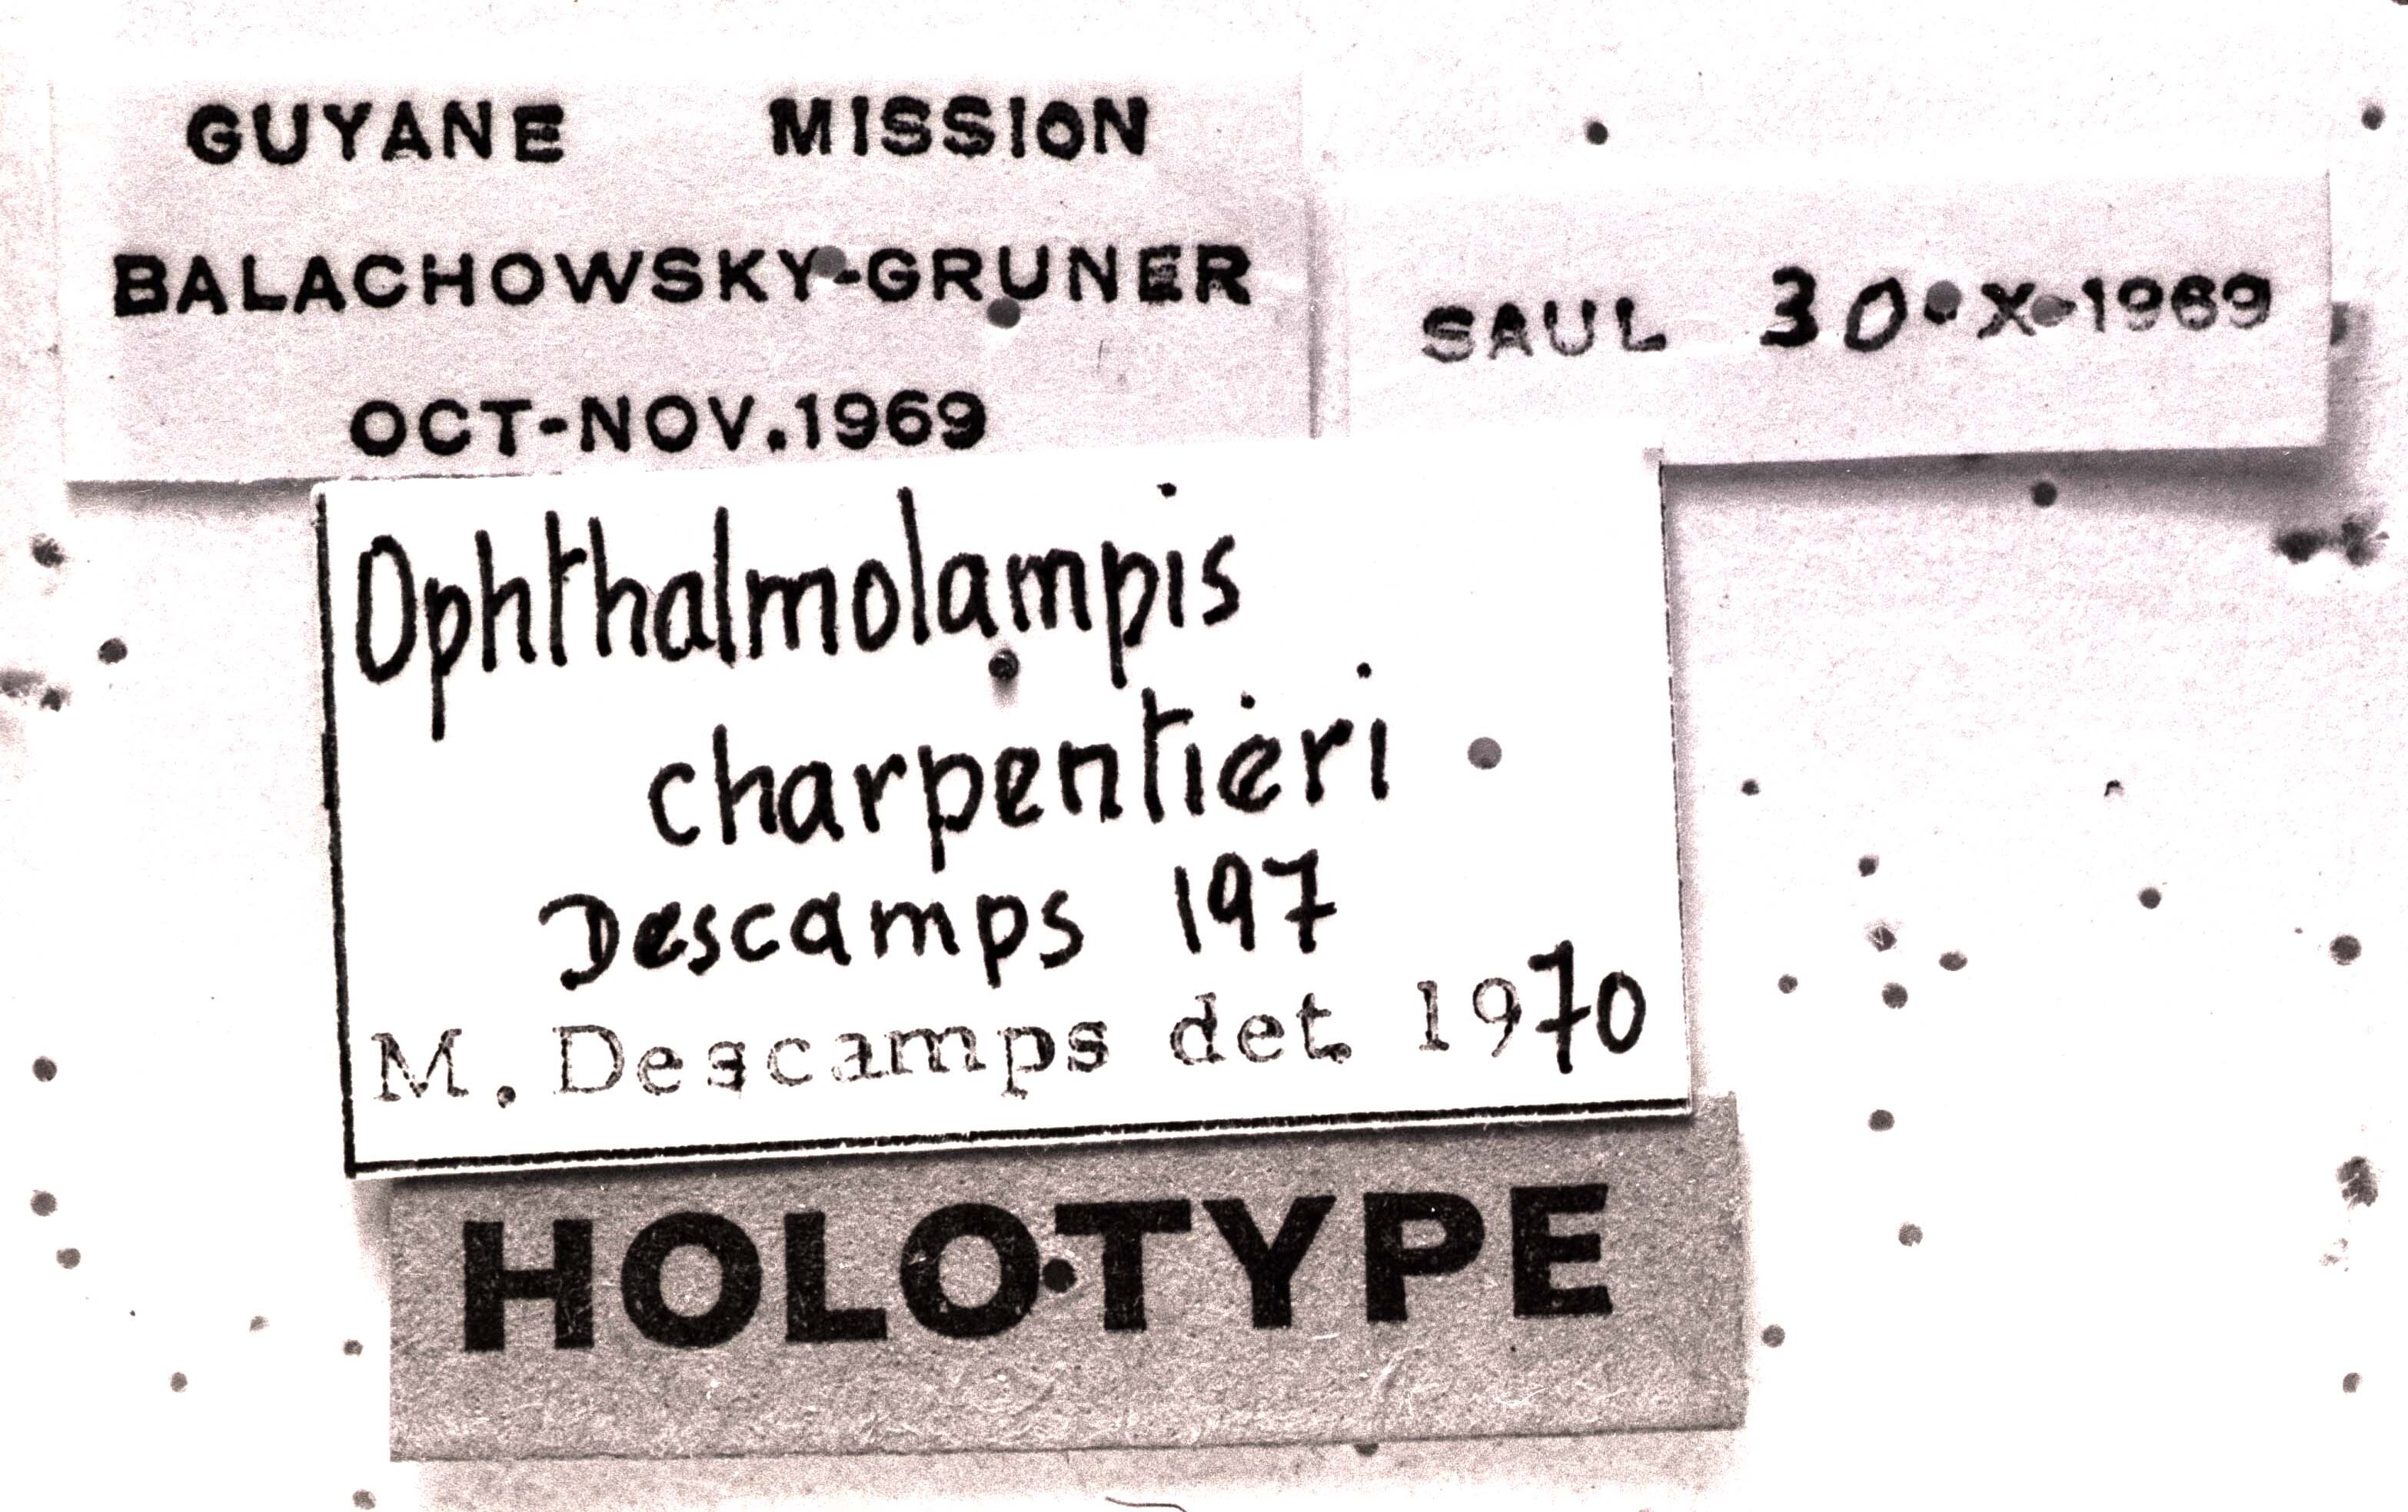 GUYANE MISSION
BALACHOWSKY-GRUNER
OCT-NOV.1969
SAUL 30.X.1969
Ophthalmolampis
charpentieri
Descamps 197
M. Descamps det. 1970
HOLOTYPE